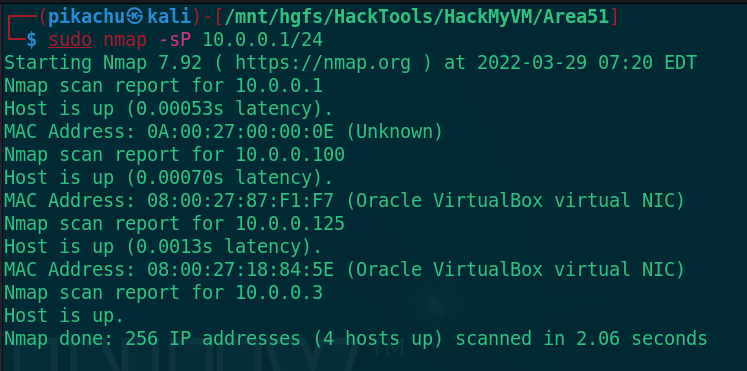 ┌──(pikachu㉿kali)-[/mnt/hgfs/HackTools/HackMyVM/Area51]
└─$ sudo nmap -sP 10.0.0.1/24
Starting Nmap 7.92 ( https://nmap.org ) at 2022-03-29 07:20 EDT
Nmap scan report for 10.0.0.1
Host is up (0.00053s latency).
MAC Address: 0A:00:27:00:00:0E (Unknown)
Nmap scan report for 10.0.0.100
Host is up (0.00070s latency).
MAC Address: 08:00:27:87:F1:F7 (Oracle VirtualBox virtual NIC)
Nmap scan report for 10.0.0.125
Host is up (0.0013s latency).
MAC Address: 08:00:27:18:84:5E (Oracle VirtualBox virtual NIC)
Nmap scan report for 10.0.0.3
Host is up.
Nmap done: 256 IP addresses (4 hosts up) scanned in 2.06 seconds